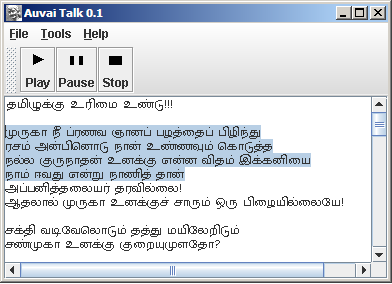 Auvai Talk 0.1
File Tools Help
Play Pause Stop
தமிழுக்கு உரிமை உண்டு!!!
முருகா நீ ப்ரணவ ஞானப் பழத்தைப் பிழிந்து
ரசம் அன்பினொடு நான் உண்ணவும் கொடுத்த
நல்ல குருநாதன் உனக்கு என்ன விதம் இக்கனியை
நாம் ஈவது என்று நாணித் தான்
அப்பனித்தலையர் தரவில்லை!
ஆதலால் முருகா உனக்குச் சாரும் ஒரு பிழையில்லையே!
சக்தி வடிவேலொடும் தத்து மயிலேறிடும்
சண்முகா உனக்கு குறையுமுளதோ?